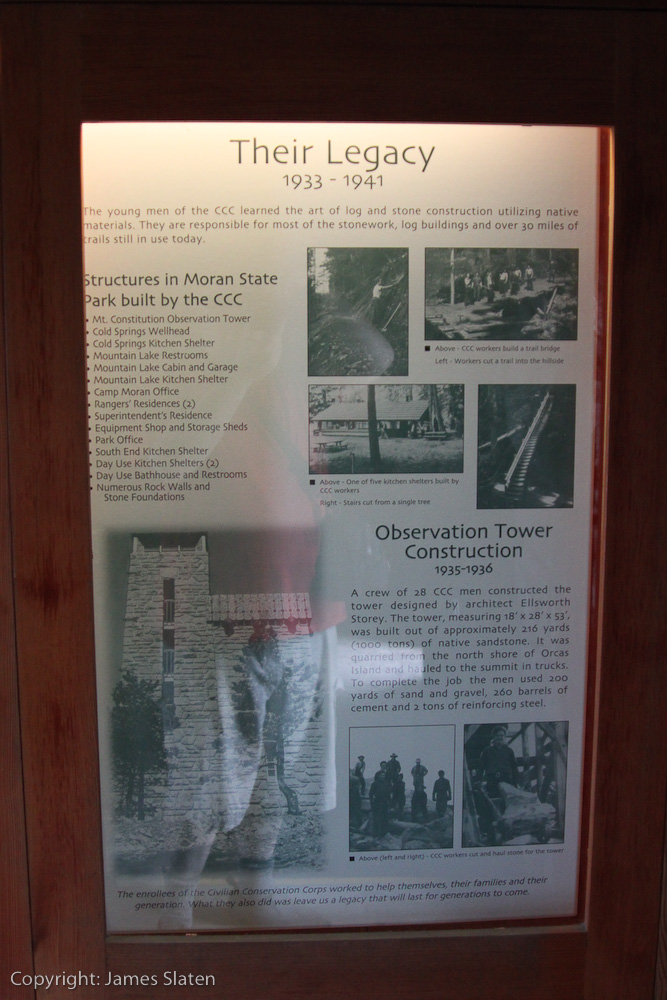 Their Legacy
1933 - 1941
The young men of the CCC learned the art of log and stone construction utilizing native
materials. They are responsible for most of the stonework, log buildings and over 30 miles of
trails still in use today.
Structures in Moran State
Park built by the CCC
• Mt. Constitution Observation Tower
• Cold Springs Wellhead
• Cold Springs Kitchen Shelter
• Mountain Lake Restrooms
• Mountain Lake Cabin and Garage
• Mountain Lake Kitchen Shelter
• Camp Moran Office
• Rangers' Residences (2)
• Superintendent's Residence
• Equipment Shop and Storage Sheds
• Park Office
• South End Kitchen Shelter
• Day Use Kitchen Shelters (2)
• Day Use Bathhouse and Restrooms
• Numerous Rock Walls and
Stone Foundations
Above - CCC workers build a trail bridge
Left - Workers cut a trail into the hillside
Above - One of five kitchen shelters built by
CCC workers
Right - Stairs cut from a single tree
Observation Tower
Construction
1935-1936
A crew of 28 CCC men constructed the
tower designed by architect Ellsworth
Storey. The tower, measuring 18' x 28' x 53',
was built out of approximately 216 yards
(1000 tons) of native sandstone. It was
quarried from the north shore of Orcas
Island and hauled to the summit in trucks.
To complete the job the men used 200
yards of sand and gravel, 260 barrels of
cement and 2 tons of reinforcing steel.
Above (left and right) - CCC workers cut and haul stone for the tower
The enrollees of the Civilian Conservation Corps worked to help themselves, their families and their
generation. What they also did was leave us a legacy that will last for generations to come.
Copyright: James Slaten